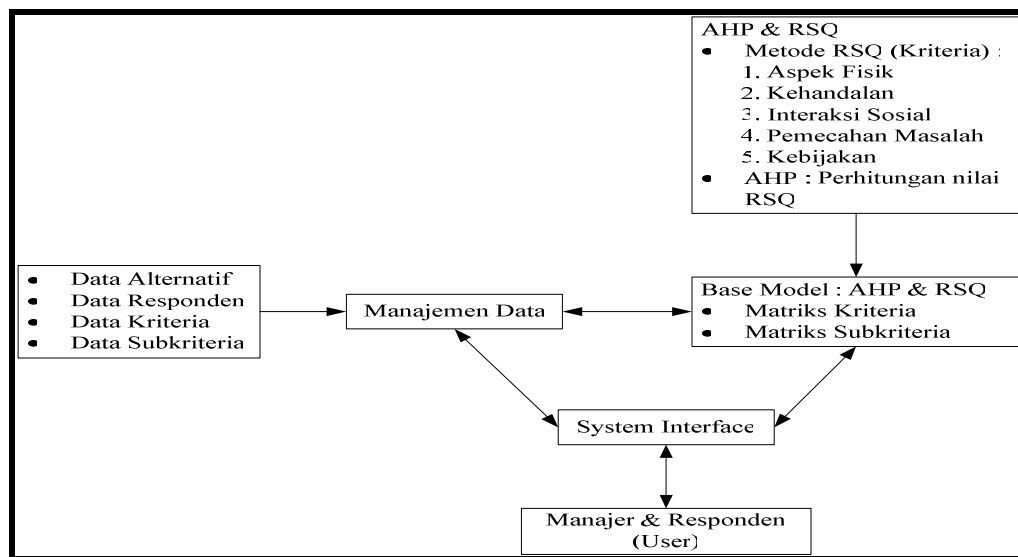 AHP & RSQ
• Metode RSQ (Kriteria) :
1. Aspek Fisik
2. Kehandalan
3. Interaksi Sosial
4. Pemecahan Masalah
5. Kebijakan
• AHP : Perhitungan nilai
RSQ
• Data Alternatif
• Data Responden
• Data Kriteria
• Data Subkriteria
Manajemen Data
Base Model : AHP & RSQ
• Matriks Kriteria
• Matriks Subkriteria
System Interface
Manajer & Responden
(User)